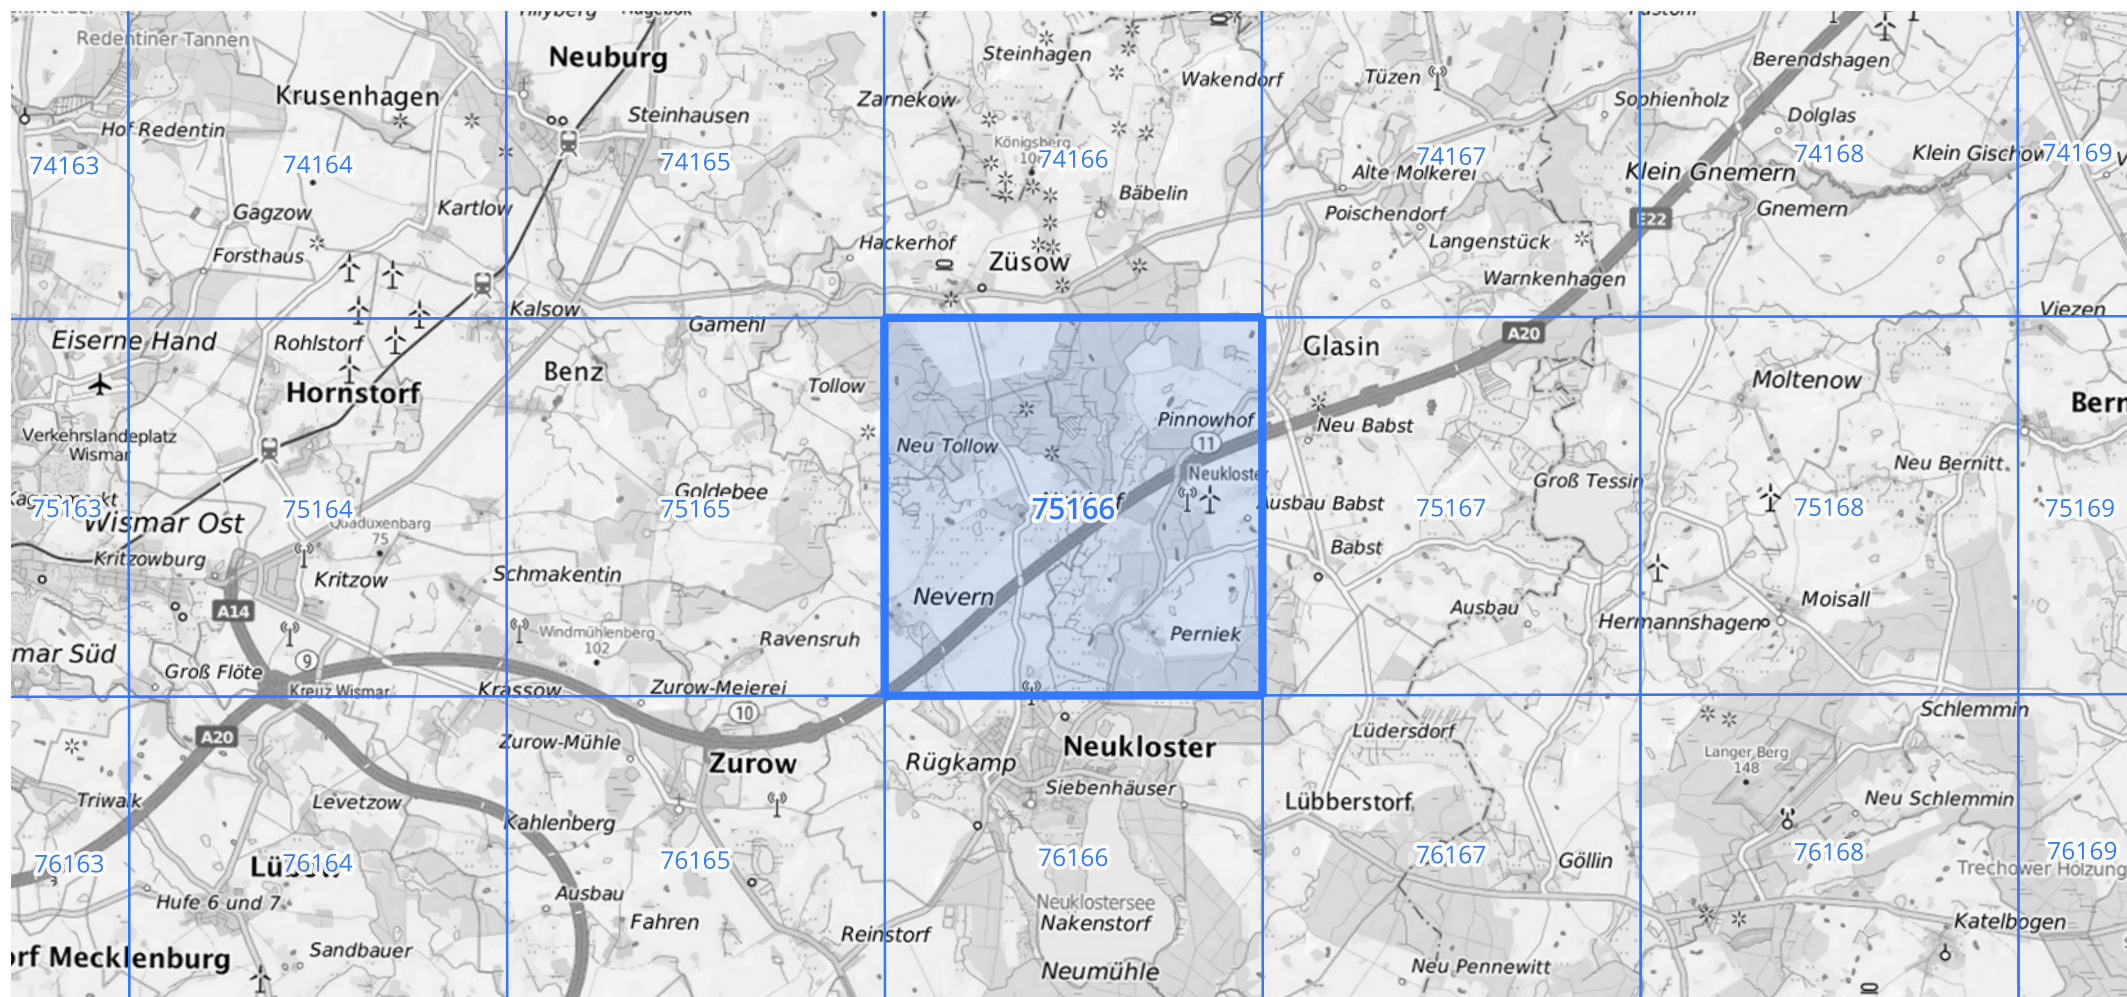 Redentiner Tannen
Neuburg
Steinhagen
Wakendorf
Tüzen
Berendshagen
Krusenhagen
Zarnekow
Sophienholz
Dolglas
Hof Redentin
Steinhausen
Königsberg
74163
74164
74165
74166
74167
74168
Klein Gischow
74169
Alte Molkerei
Klein Gnemern
Bäbelin
Gagzow
Kartlow
Poischendorf
Gnemern
E22
Forsthaus
Hackerhof
Langenstück
Züsow
Warnkenhagen
Kalsow
Viezen
Eiserne Hand
Rohlstorf
Gamehl
Glasin
A20
Hornstorf
Benz
Tollow
Moltenow
Bern
Verkehrslandeplatz
Wismar
Neu Tollow
Pinnowhof
11
Neu Babst
Neu Bernitt
Neukloster
Groß Tessin
Goldebee
75163
75164
75165
75166
Ausbau Babst
75167
75168
75169
Wismar Ost
Quaduxenbarg
75
Kritzowburg
Kritzow
Schmakentin
Babst
Nevern
A14
Ausbau
Moisall
Hermannshagen
Windmühlenberg
102
Ravensruh
Perniek
mar Süd
Groß Flöte
9
Kreuz Wismar
Krassow
Zurow-Meierei
10
Schlemmin
A20
Zurow-Mühle
Zurow
Rügkamp
Neukloster
Lüdersdorf
Langer Berg
148
Triwalk
Levetzow
Siebenhäuser
Lübberstorf
Neu Schlemmin
Kahlenberg
76163
76164
76165
76166
76167
Göllin
76168
76169
Trechower Holzung
Hufe 6 und 7
Ausbau
Fahren
Neuklostersee
Nakenstorf
Reinstorf
Katelbogen
Sandbauer
orf Mecklenburg
Neumühle
Neu Pennewitt